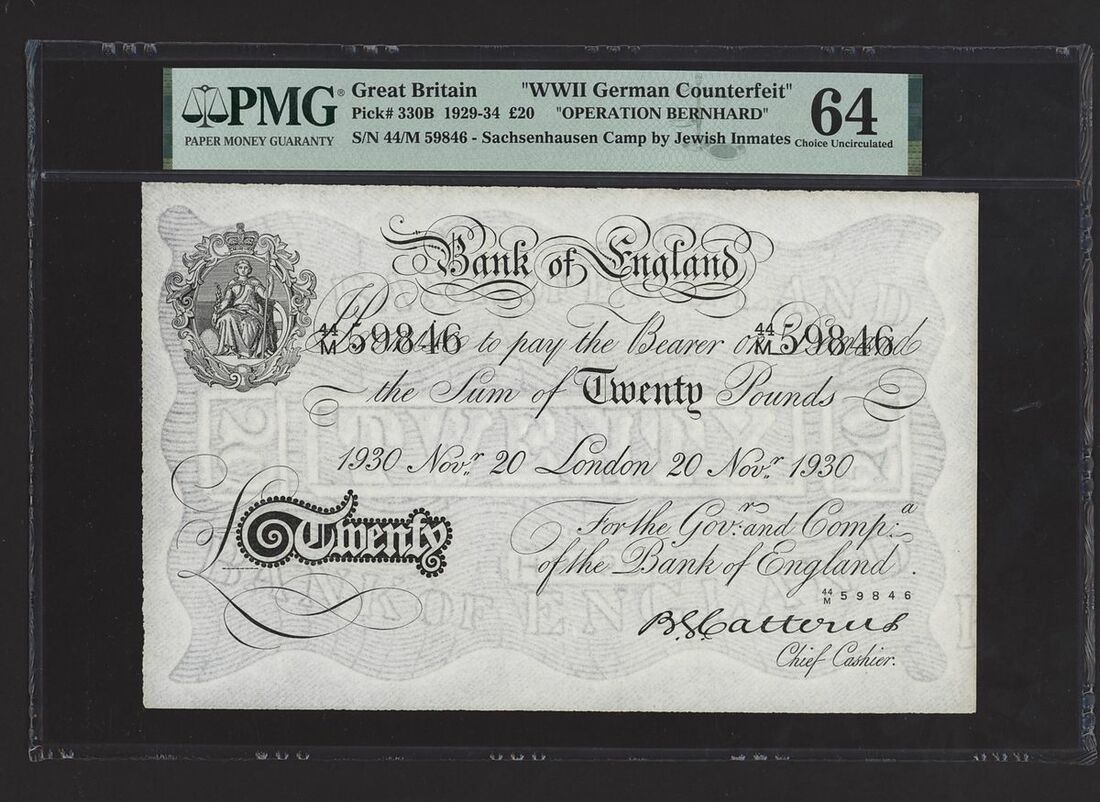 PMG®
PAPER MONEY GUARANTY
Great Britain "WWII German Counterfeit"
Pick# 330B 1929-34 £20 "OPERATION BERNHARD"
S/N 44/M 59846 - Sachsenhausen Camp by Jewish Inmates
64
Choice Uncirculated
Bank of England
44/M 59846 to pay the Bearer on 44/M 59846
the Sum of Twenty Pounds
1930 Novr. 20 London 20 Novr. 1930
For the Govr. and Compa.
of the Bank of England.
£Twenty
44/M 59846
B.G. Catterns
Chief Cashier.